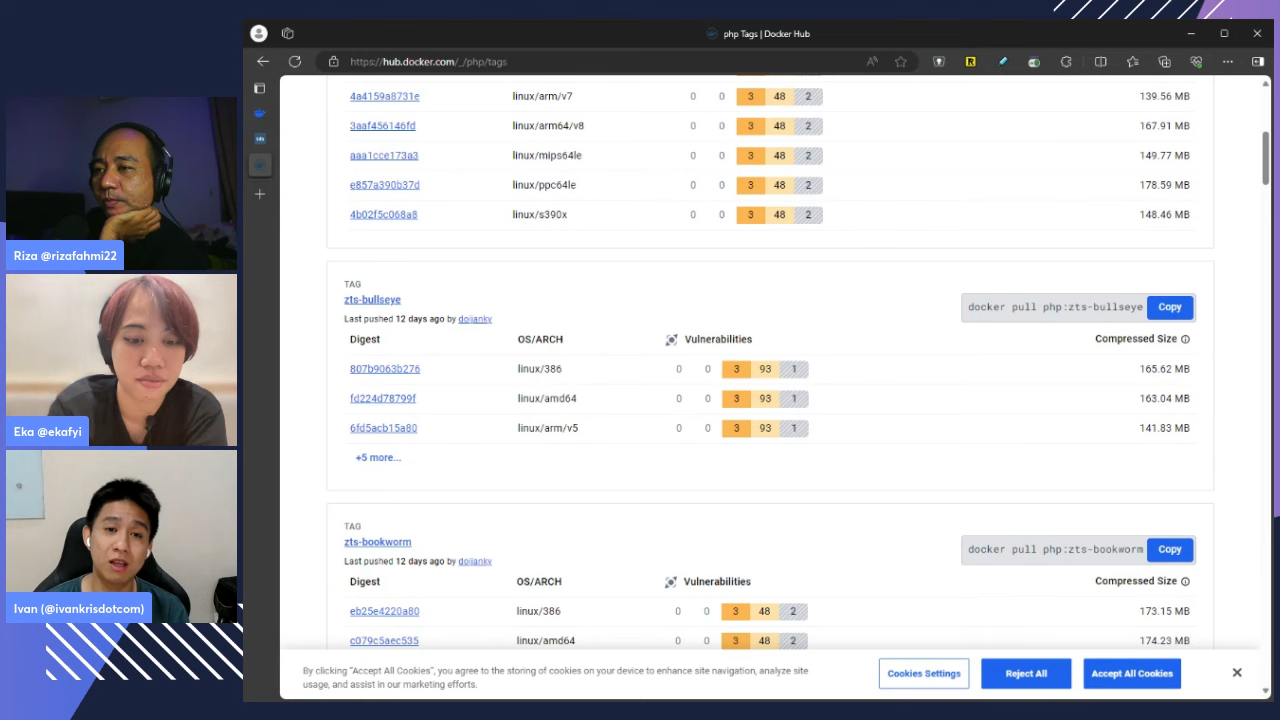 php Tags | Docker Hub
https://hub.docker.com/_/php/tags
4a4159a8731e linux/arm/v7 0 0 3 48 2 139.56 MB
3aaf456146fd linux/arm64/v8 0 0 3 48 2 167.91 MB
aaa1cce173a3 linux/mips64le 0 0 3 48 2 149.77 MB
e857a390b37d linux/ppc64le 0 0 3 48 2 178.59 MB
4b02f5c068a8 linux/s390x 0 0 3 48 2 148.46 MB
TAG
zts-bullseye
docker pull php:zts-bullseye Copy
Last pushed 12 days ago by doijanky
Digest OS/ARCH Vulnerabilities Compressed Size
807b9063b276 linux/386 0 0 3 93 1 165.62 MB
fd224d78799f linux/amd64 0 0 3 93 1 163.04 MB
6fd5acb15a80 linux/arm/v5 0 0 3 93 1 141.83 MB
+5 more...
TAG
zts-bookworm
docker pull php:zts-bookworm Copy
Last pushed 12 days ago by doijanky
Digest OS/ARCH Vulnerabilities Compressed Size
eb25e4220a80 linux/386 0 0 3 48 2 173.15 MB
c079c5aec535 linux/amd64 0 0 3 48 2 174.23 MB
By clicking "Accept All Cookies", you agree to the storing of cookies on your device to enhance site navigation, analyze site
usage, and assist in our marketing efforts.
Cookies Settings Reject All Accept All Cookies
Riza @rizafahmi22
Eka @ekafyi
Ivan (@ivankrisdotcom)